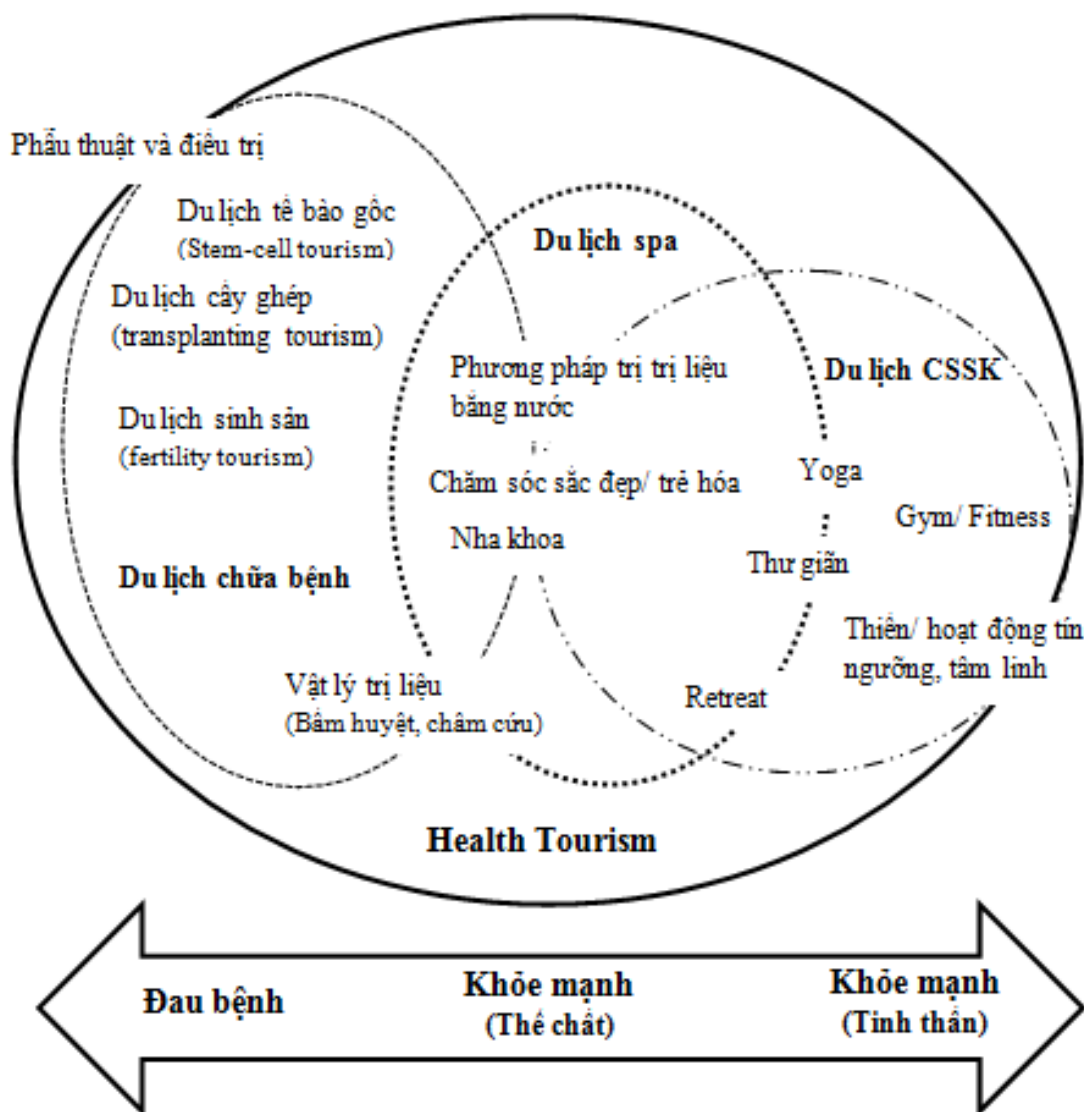 Phẫu thuật và điều trị
Du lịch tế bào gốc
(Stem-cell tourism)
Du lịch spa
Du lịch cấy ghép
(transplanting tourism)
Phương pháp trị trị liệu
bằng nước
Du lịch CSSK
Du lịch sinh sản
(fertility tourism)
Chăm sóc sắc đẹp/ trẻ hóa
Yoga
Gym/ Fitness
Nha khoa
Thư giãn
Du lịch chữa bệnh
Thiền/ hoạt động tín
ngưỡng, tâm linh
Vật lý trị liệu
(Bấm huyệt, châm cứu)
Retreat
Health Tourism
Đau bệnh
Khỏe mạnh
(Thể chất)
Khỏe mạnh
(Tinh thần)